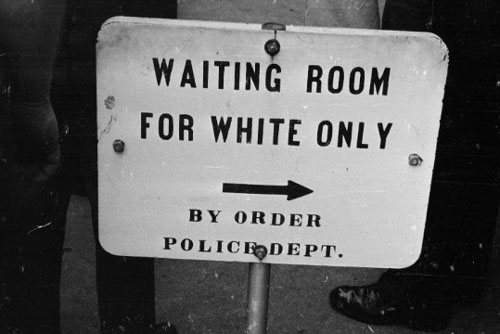 WAITING ROOM
FOR WHITE ONLY
BY ORDER
POLICE DEPT.